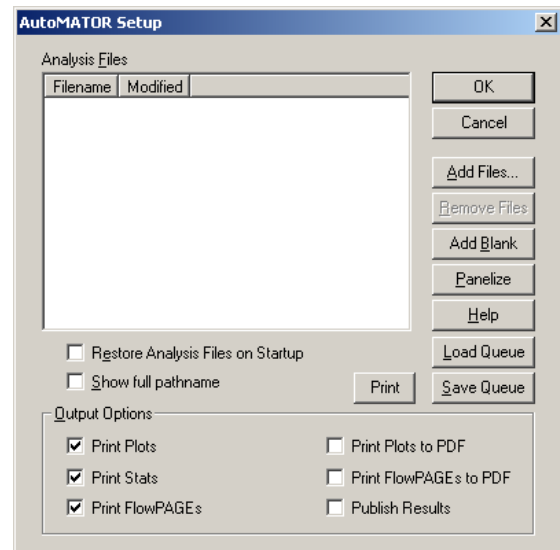 AutoMATOR Setup
Analysis Files
Filename Modified
OK
Cancel
Add Files...
Remove Files
Add Blank
Panelize
Help
Load Queue
Save Queue
Restore Analysis Files on Startup
Show full pathname
Print
Output Options
Print Plots
Print Stats
Print FlowPAGEs
Print Plots to PDF
Print FlowPAGEs to PDF
Publish Results